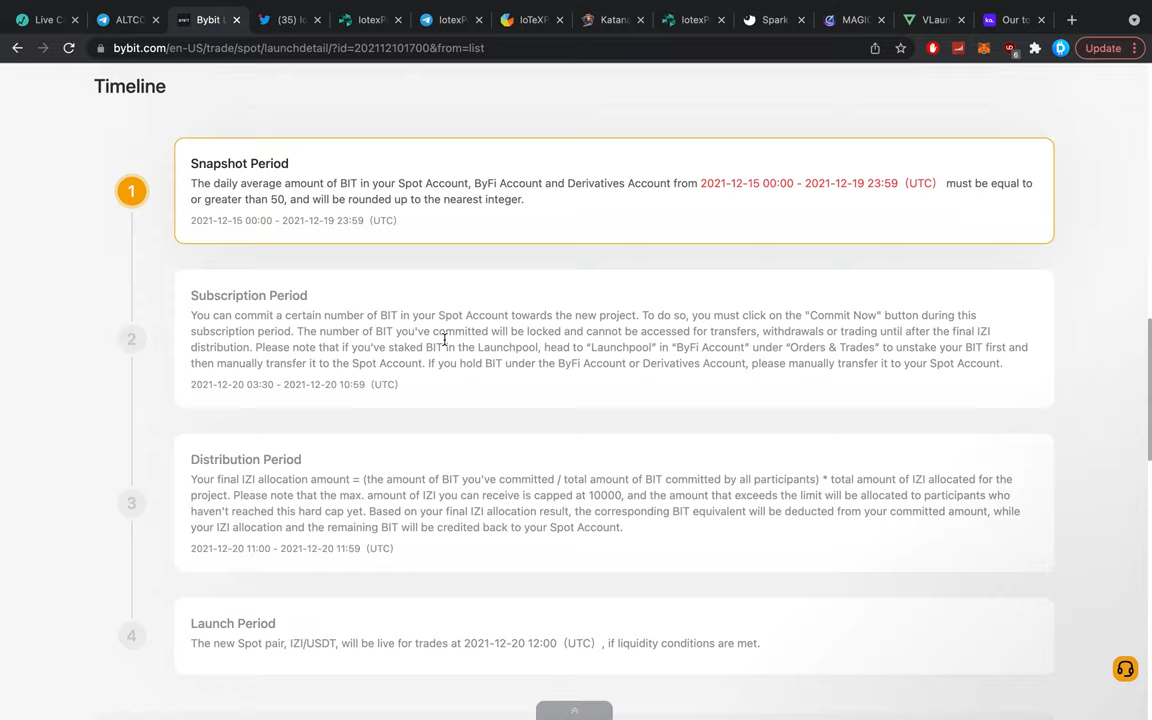 Live C
ALTCO
Bybit
(35) Io
IotexP
IotexP
IoTeXP
Katana
IotexP
Spark
MAGIC
VLaun
Our to
bybit.com/en-US/trade/spot/launchdetail/?id=202112101700&from=list
6
Update
Timeline
1
Snapshot Period
The daily average amount of BIT in your Spot Account, ByFi Account and Derivatives Account from 2021-12-15 00:00 - 2021-12-19 23:59 (UTC) must be equal to
or greater than 50, and will be rounded up to the nearest integer.
2021-12-15 00:00 - 2021-12-19 23:59 (UTC)
2
Subscription Period
You can commit a certain number of BIT in your Spot Account towards the new project. To do so, you must click on the "Commit Now" button during this
subscription period. The number of BIT you've committed will be locked and cannot be accessed for transfers, withdrawals or trading until after the final IZI
distribution. Please note that if you've staked BIT in the Launchpool, head to “Launchpool” in “ByFi Account” under “Orders & Trades” to unstake your BIT first and
then manually transfer it to the Spot Account. If you hold BIT under the ByFi Account or Derivatives Account, please manually transfer it to your Spot Account.
2021-12-20 03:30 - 2021-12-20 10:59 (UTC)
3
Distribution Period
Your final IZI allocation amount = (the amount of BIT you've committed / total amount of BIT committed by all participants) * total amount of IZI allocated for the
project. Please note that the max. amount of IZI you can receive is capped at 10000, and the amount that exceeds the limit will be allocated to participants who
haven't reached this hard cap yet. Based on your final IZI allocation result, the corresponding BIT equivalent will be deducted from your committed amount, while
your IZI allocation and the remaining BIT will be credited back to your Spot Account.
2021-12-20 11:00 - 2021-12-20 11:59 (UTC)
4
Launch Period
The new Spot pair, IZI/USDT, will be live for trades at 2021-12-20 12:00 (UTC) , if liquidity conditions are met.